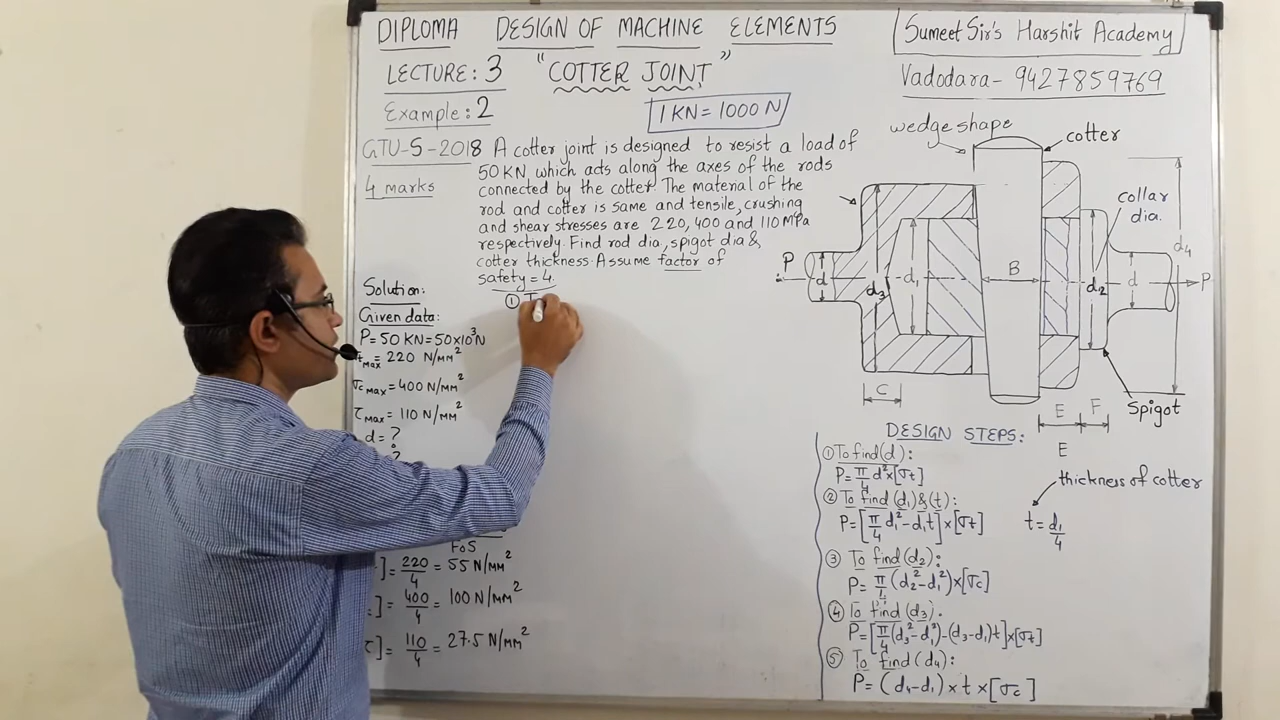 DIPLOMA DESIGN OF MACHINE ELEMENTS
LECTURE: 3 "COTTER JOINT"
Example: 2
1 KN = 1000 N
Sumeet Sir's Harshit Academy
Vadodara- 9427859769
GTU-5-2018 A cotter joint is designed to resist a load of
4 marks
50 KN, which acts along the axes of the rods
connected by the cotter. The material of the
rod and cotter is same and tensile, crushing
and shear stresses are 220, 400 and 110 MPa
respectively. Find rod dia, spigot dia &
cotter thickness. Assume factor of
safety = 4.
Solution:
Given data:
P = 50 KN = 50×10³ N
max = 220 N/MM²
σc max = 400 N/MM²
τmax = 110 N/MM²
d = ?
?
FoS
] = 220/4 = 55 N/MM²
] = 400/4 = 100 N/MM²
] = 110/4 = 27.5 N/MM²
① T
wedge shape
cotter
collar
dia.
P
d
d3
d1
B
d2
d
d4
P
C
E
F
Spigot
E
DESIGN STEPS:
① To find (d):
P = π/4 d² × [σt]
② To find (d1) & (t):
P = [π/4 d1² - d1t] × [σt]
③ To find (d2):
P = π/4 (d2² - d1²) × [σc]
④ To find (d3):
P = [π/4 (d3² - d1²) - (d3 - d1) t] × [σt]
⑤ To find (d4):
P = (d4 - d1) × t × [σc]
thickness of cotter
t = d1/4